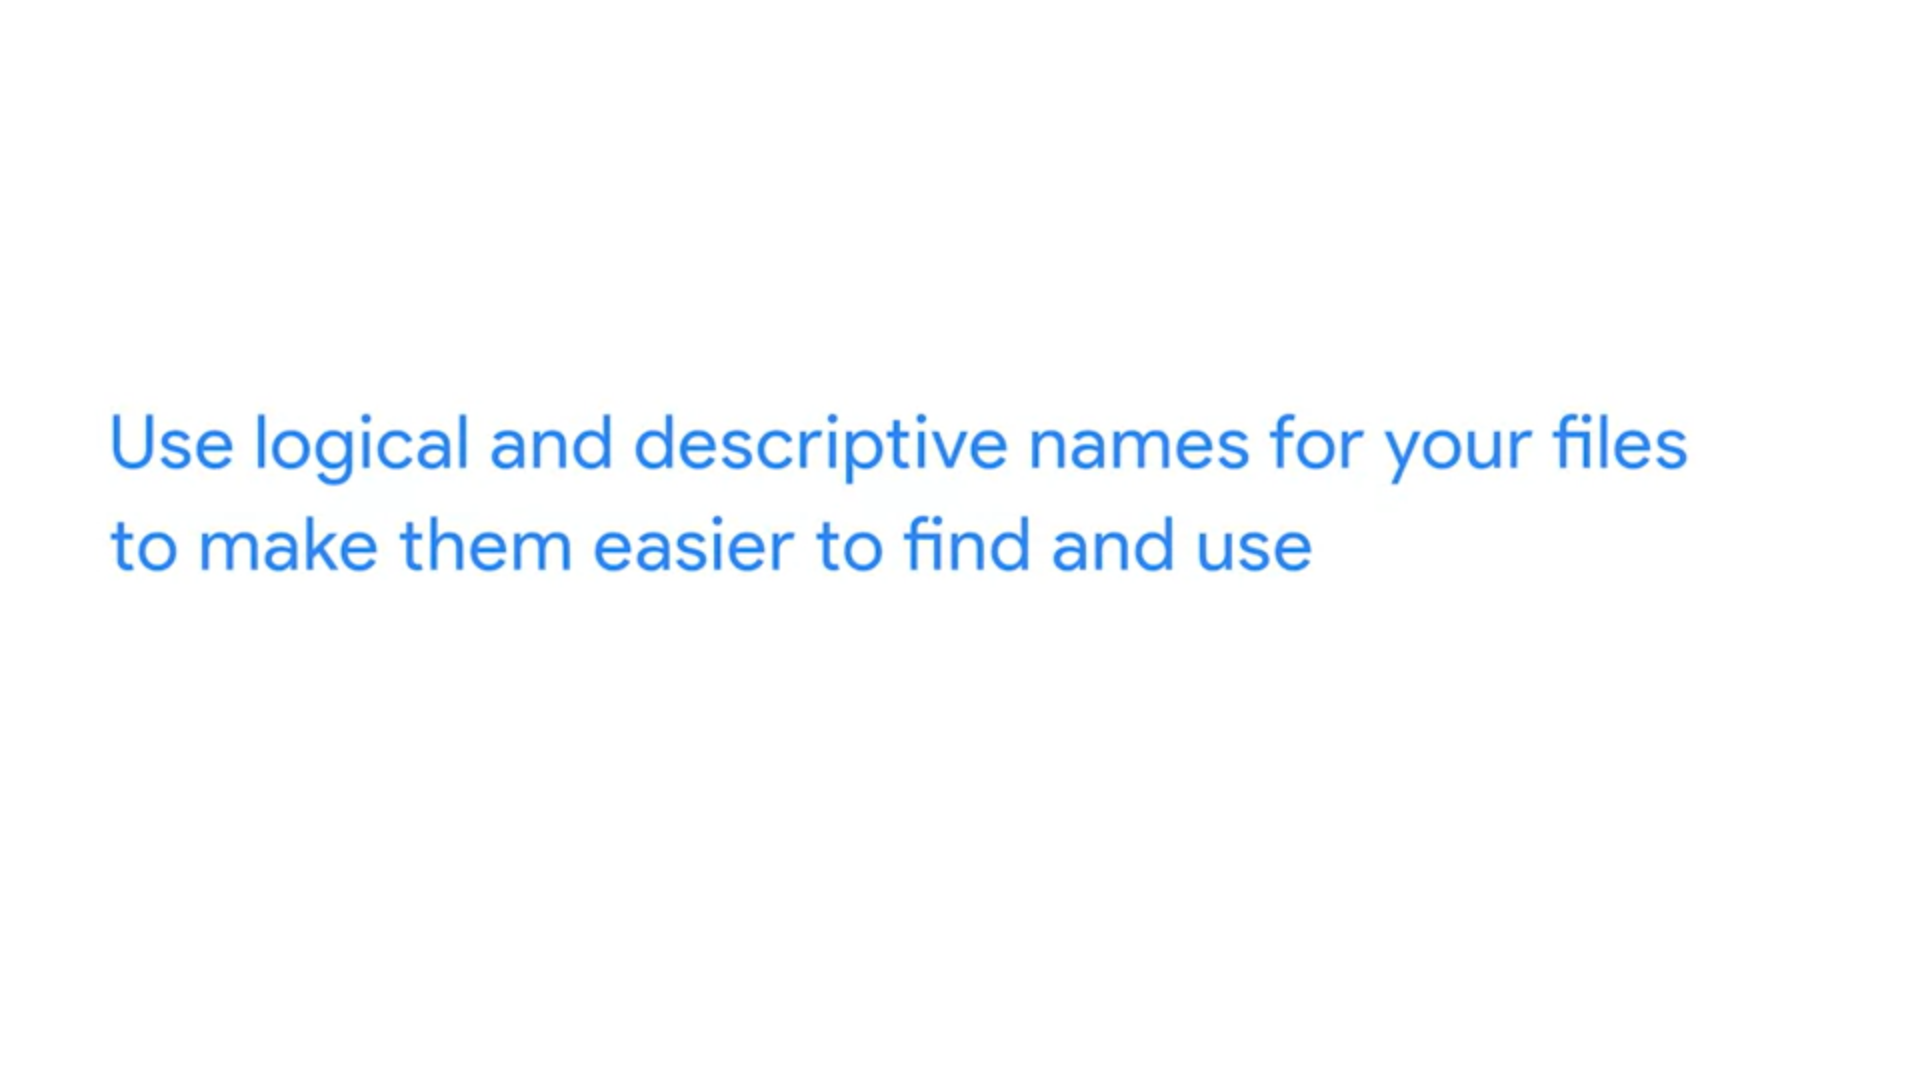 Use logical and descriptive names for your files
to make them easier to find and use